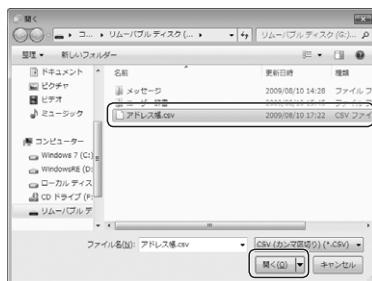 開く
コ... ▸ リムーバブル ディスク (... ▸
リムーバブル ディスク (G:)...
整理 ▾ 新しいフォルダー
名前 更新日時 種類
ドキュメント
ピクチャ
ビデオ
ミュージック
コンピューター
Windows 7 (C:)
WindowsRE (D:
ローカル ディス
CD ドライブ (F:
リムーバブル デ
メッセージ 2009/08/10 14:28 ファイル フ
アドレス帳.csv 2009/08/10 17:22 CSV ファイ
ファイル名(N): アドレス帳.csv
CSV (カンマ区切り) (*.CSV)
開く(O) キャンセル